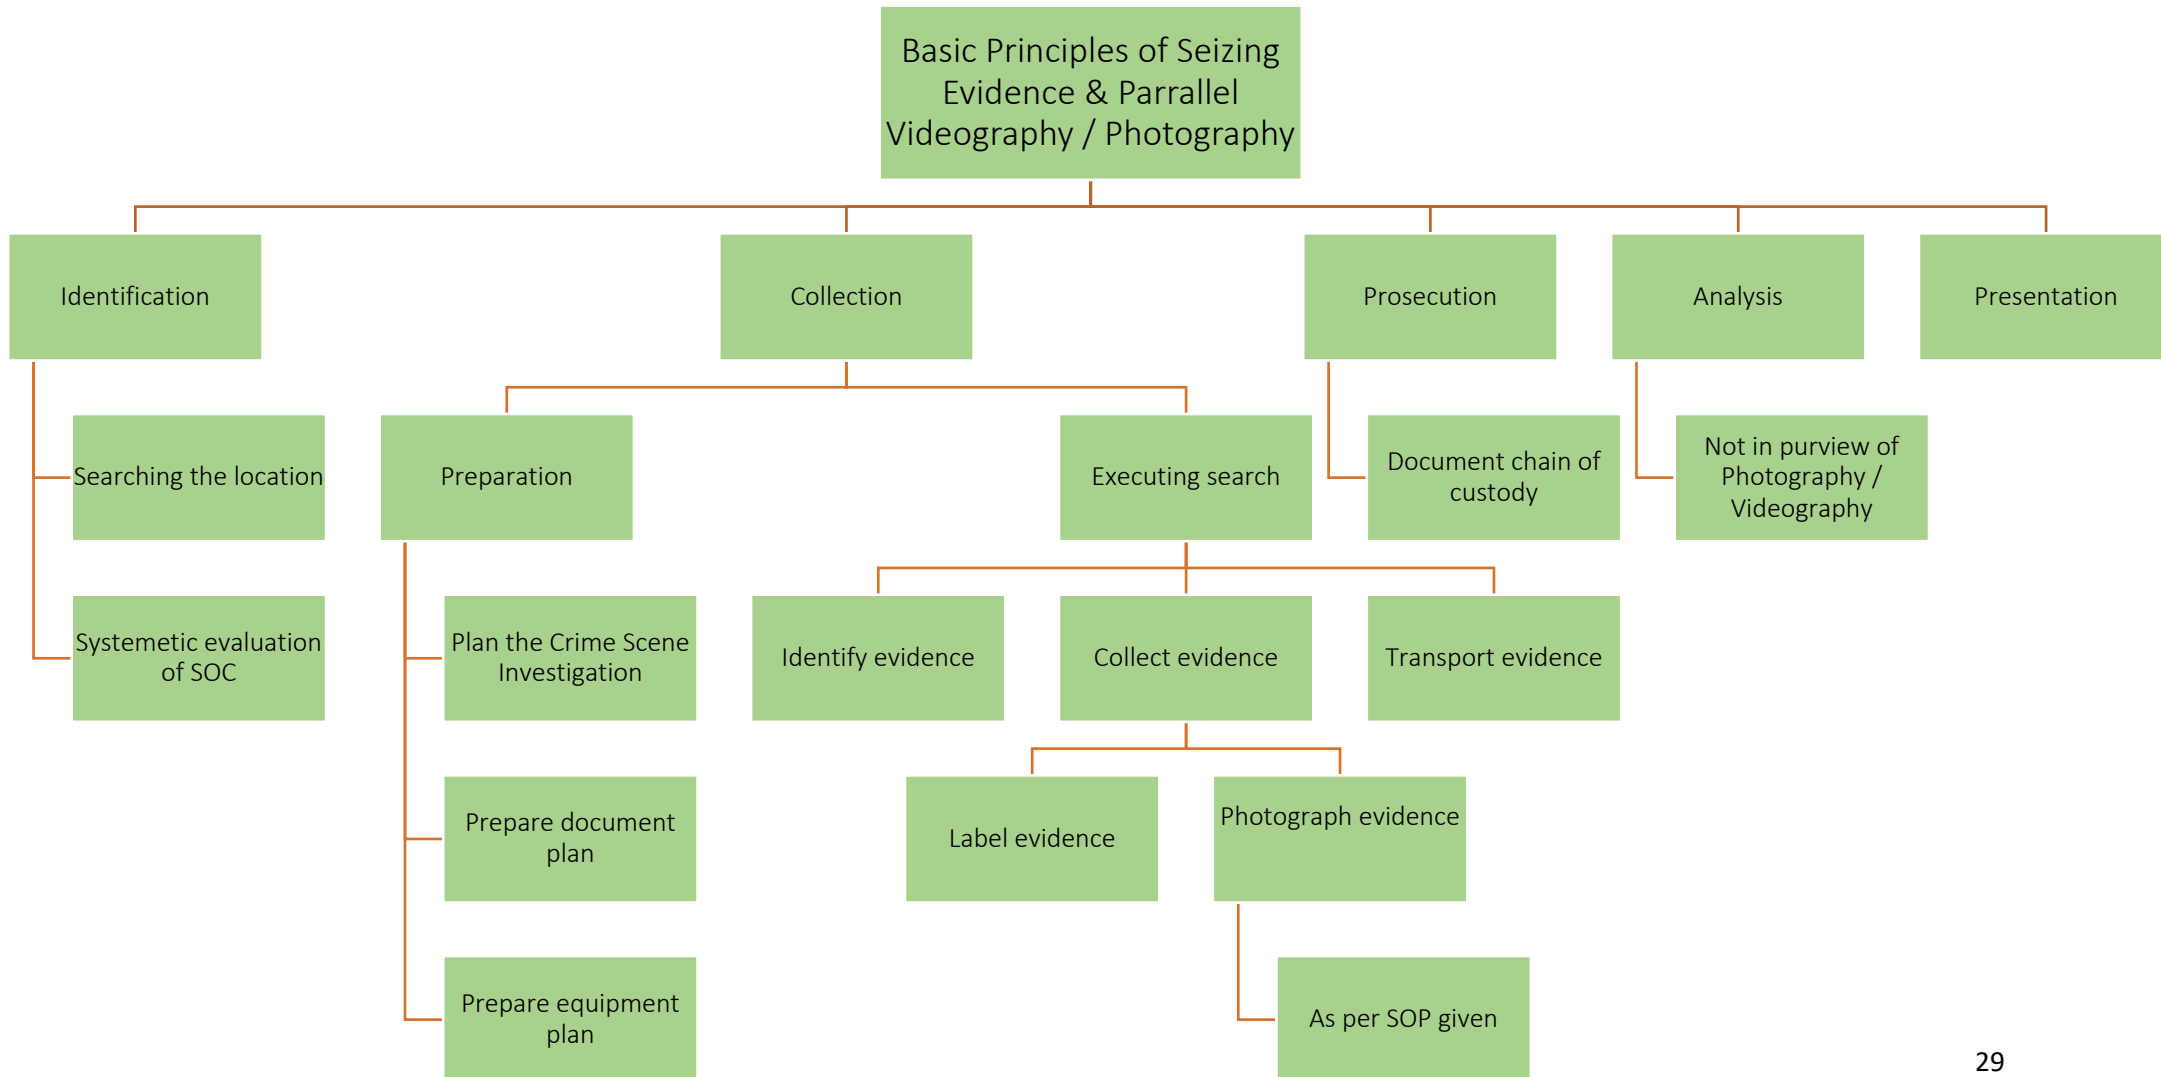 Basic Principles of Seizing
Evidence & Parrallel
Videography / Photography
Identification
Collection
Prosecution
Analysis
Presentation
Searching the location
Preparation
Executing search
Document chain of
custody
Not in purview of
Photography /
Videography
Systemetic evaluation
of SOC
Plan the Crime Scene
Investigation
Identify evidence
Collect evidence
Transport evidence
Prepare document
plan
Label evidence
Photograph evidence
Prepare equipment
plan
As per SOP given
29